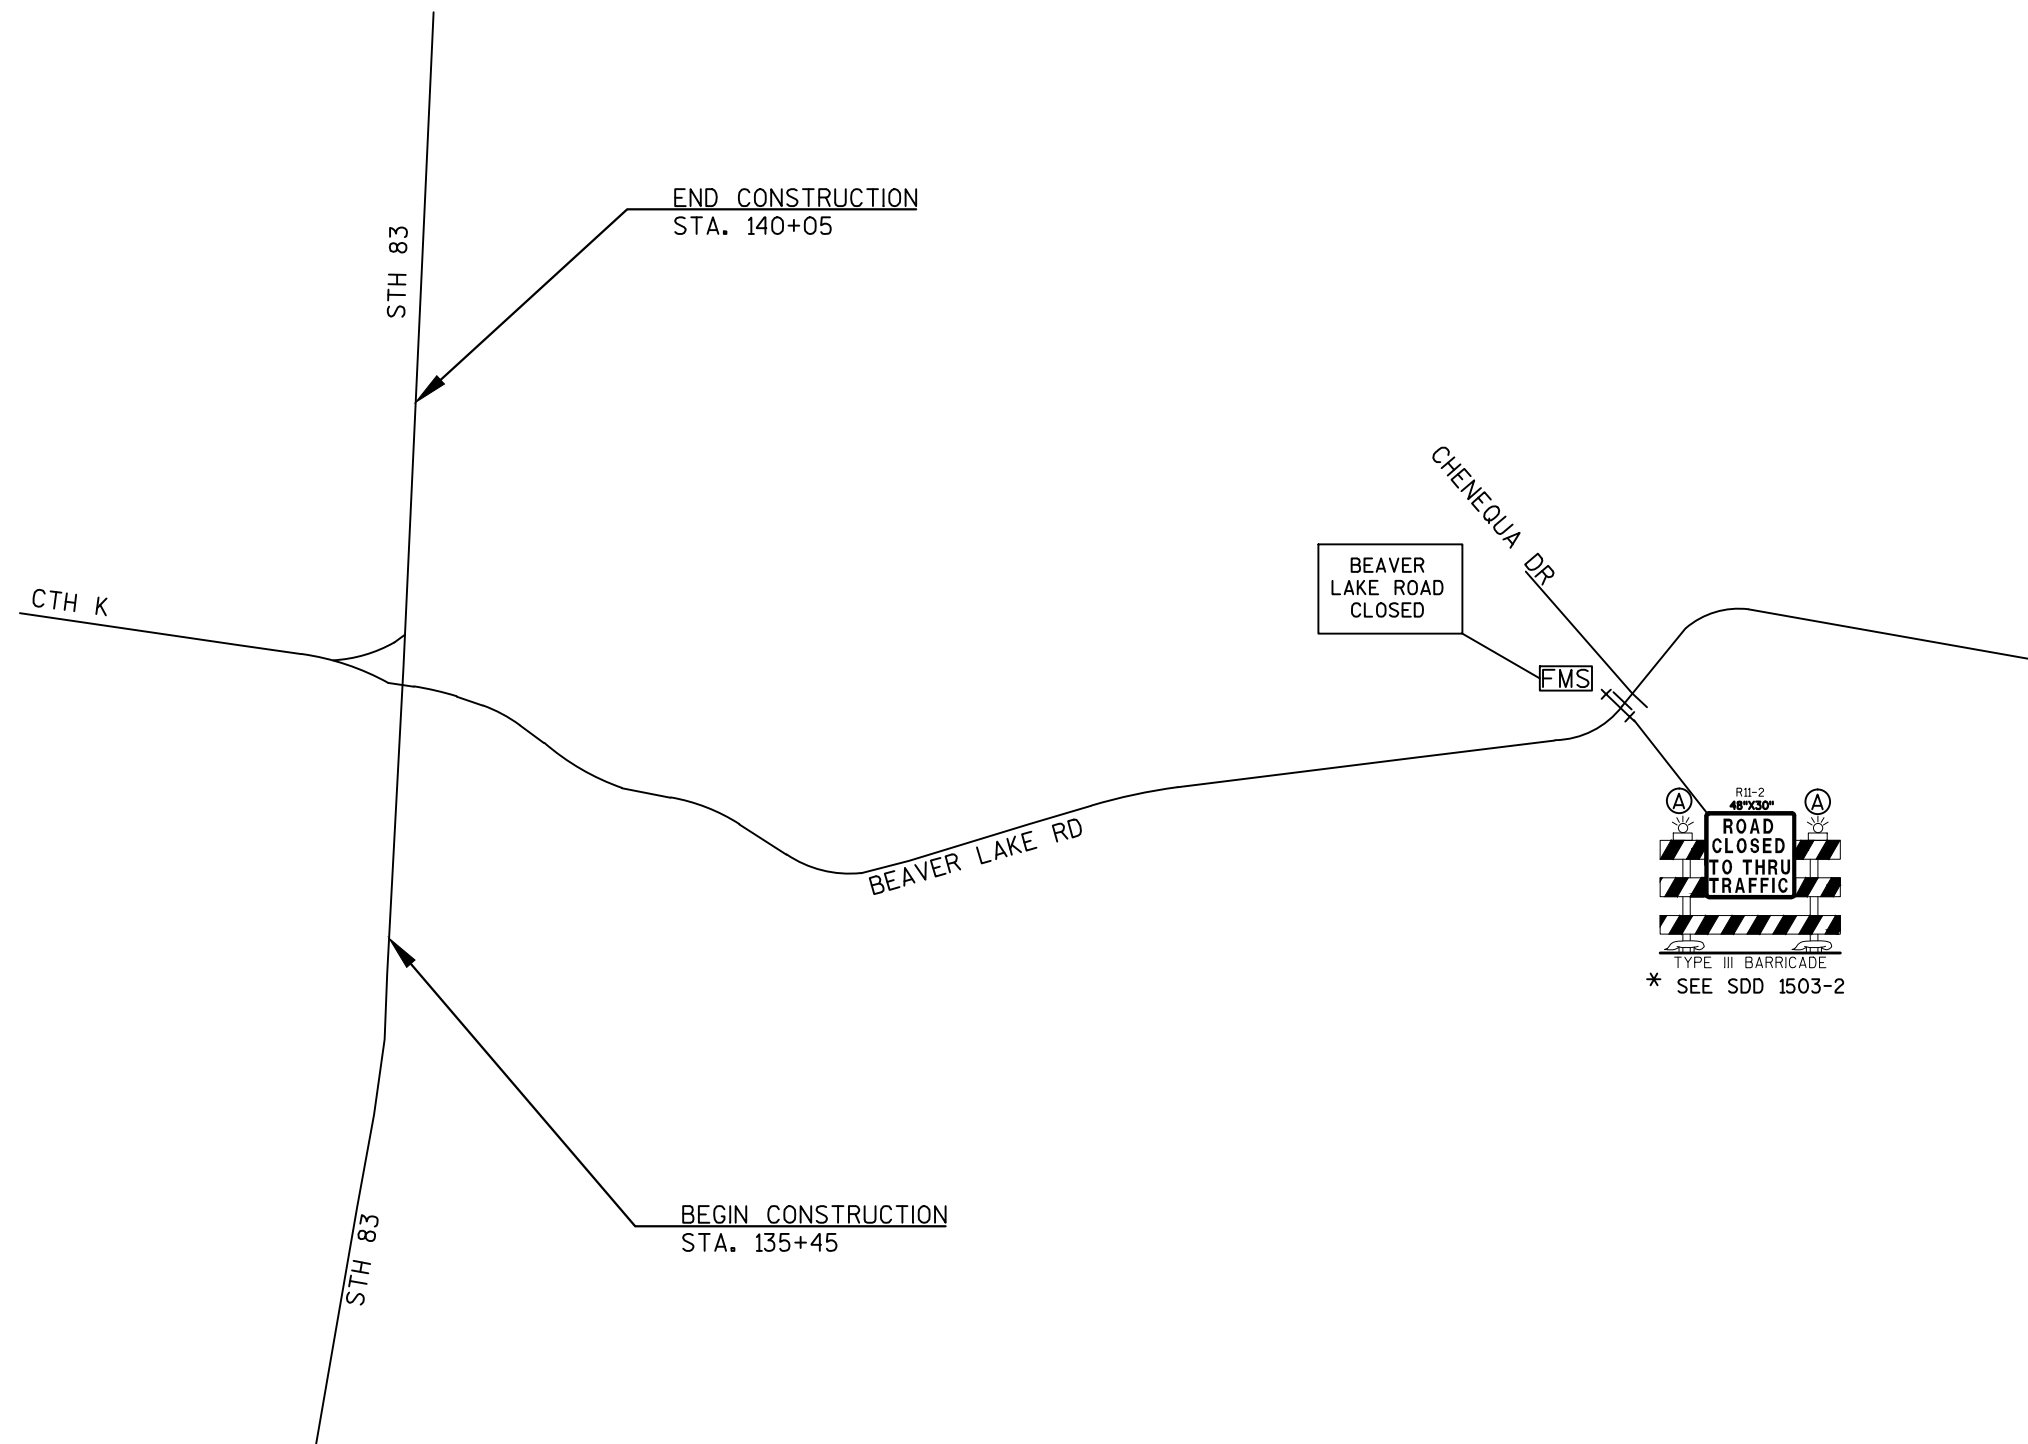 END CONSTRUCTION
STA. 140+05
STH 83
CHENEQUA DR
BEAVER
LAKE ROAD
CLOSED
CTH K
FMS
R11-2
48"X30"
A
A
ROAD
CLOSED
TO THRU
TRAFFIC
BEAVER LAKE RD
TYPE III BARRICADE
* SEE SDD 1503-2
BEGIN CONSTRUCTION
STA. 135+45
STH 83